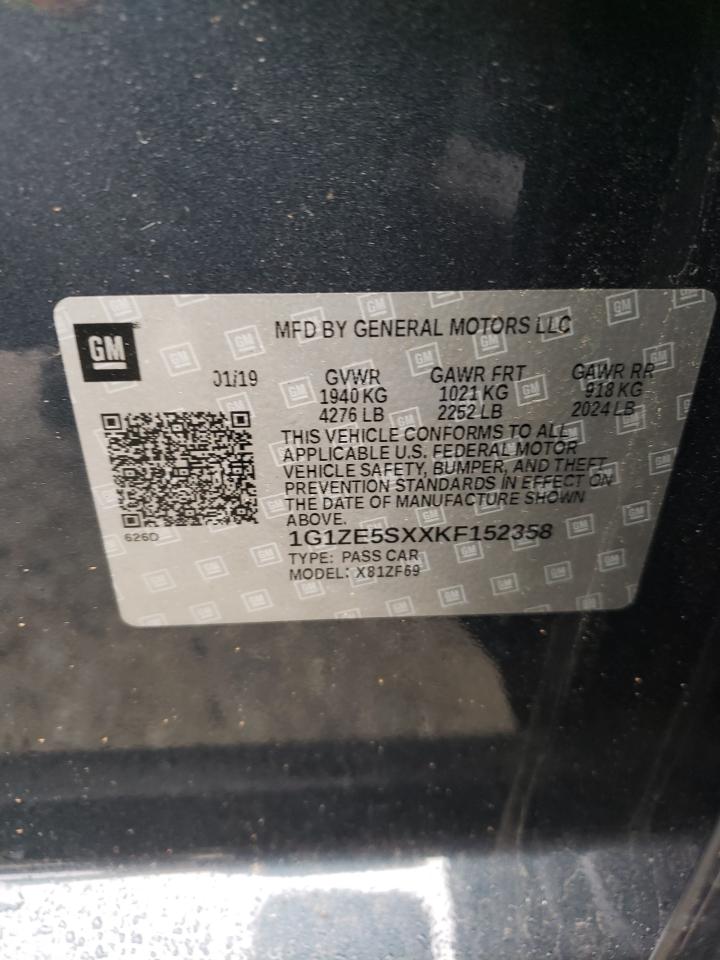 GM
MFD BY GENERAL MOTORS LLC
01/19 GVWR GAWR FRT GAWR RR
1940 KG 1021 KG 918 KG
4276 LB 2252 LB 2024 LB
THIS VEHICLE CONFORMS TO ALL
APPLICABLE U.S. FEDERAL MOTOR
VEHICLE SAFETY, BUMPER, AND THEFT
PREVENTION STANDARDS IN EFFECT ON
THE DATE OF MANUFACTURE SHOWN
ABOVE.
626D
1G1ZE5SXXKF152358
TYPE: PASS CAR
MODEL: X81ZF69